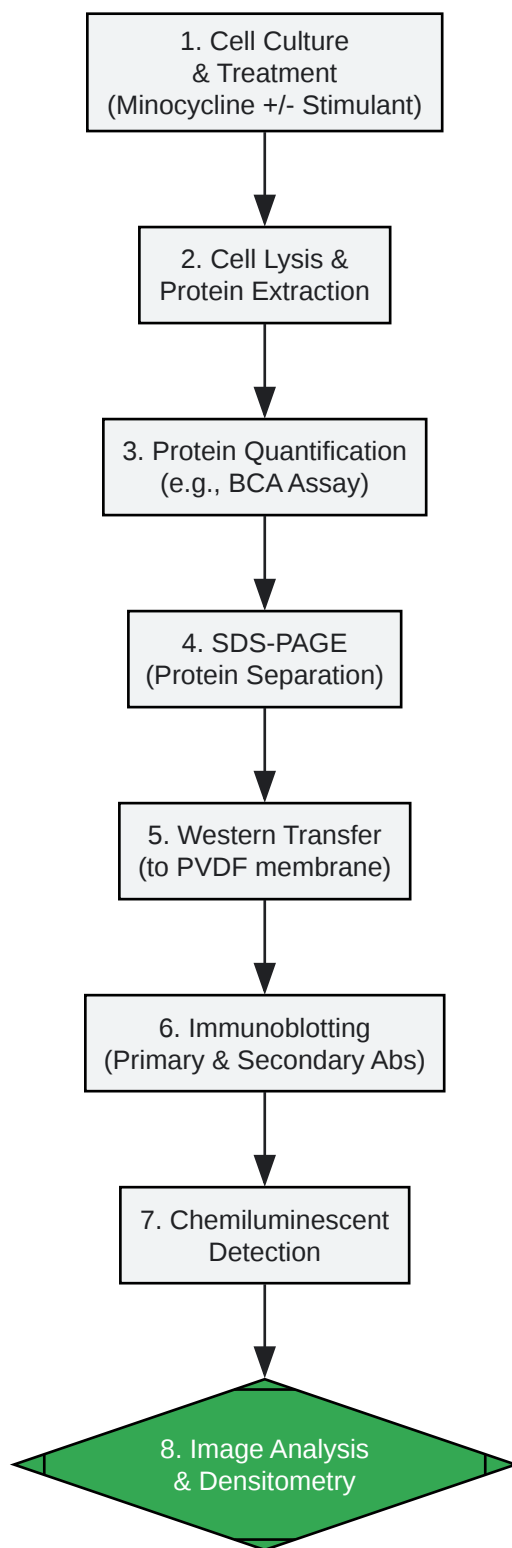 1. Cell Culture
& Treatment
(Minocycline +/- Stimulant)
2. Cell Lysis &
Protein Extraction
3. Protein Quantification
(e.g., BCA Assay)
4. SDS-PAGE
(Protein Separation)
5. Western Transfer
(to PVDF membrane)
6. Immunoblotting
(Primary & Secondary Abs)
7. Chemiluminescent
Detection
8. Image Analysis
& Densitometry